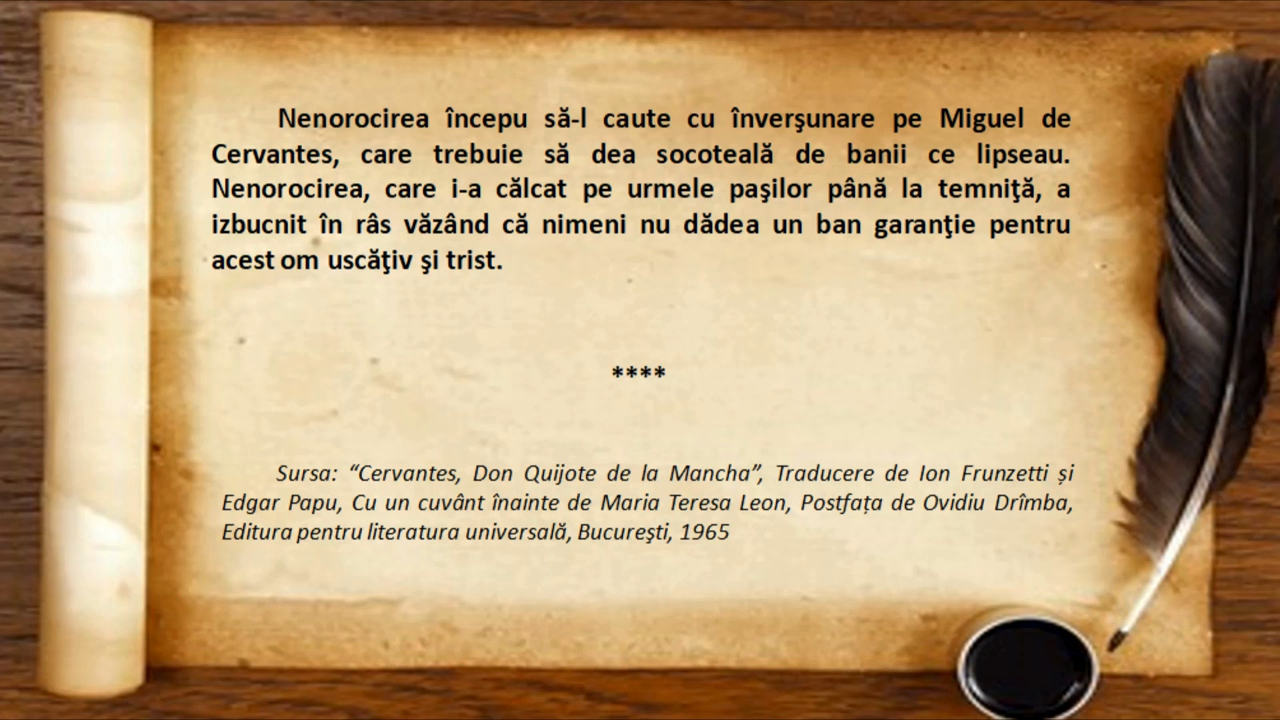 Nenorocirea începu să-l caute cu înverşunare pe Miguel de
Cervantes, care trebuie să dea socoteală de banii ce lipseau.
Nenorocirea, care i-a călcat pe urmele paşilor până la temniţă, a
izbucnit în râs văzând că nimeni nu dădea un ban garanţie pentru
acest om uscăţiv şi trist.
****
Sursa: “Cervantes, Don Quijote de la Mancha”, Traducere de Ion Frunzetti și
Edgar Papu, Cu un cuvânt înainte de Maria Teresa Leon, Postfața de Ovidiu Drîmba,
Editura pentru literatura universală, Bucureşti, 1965